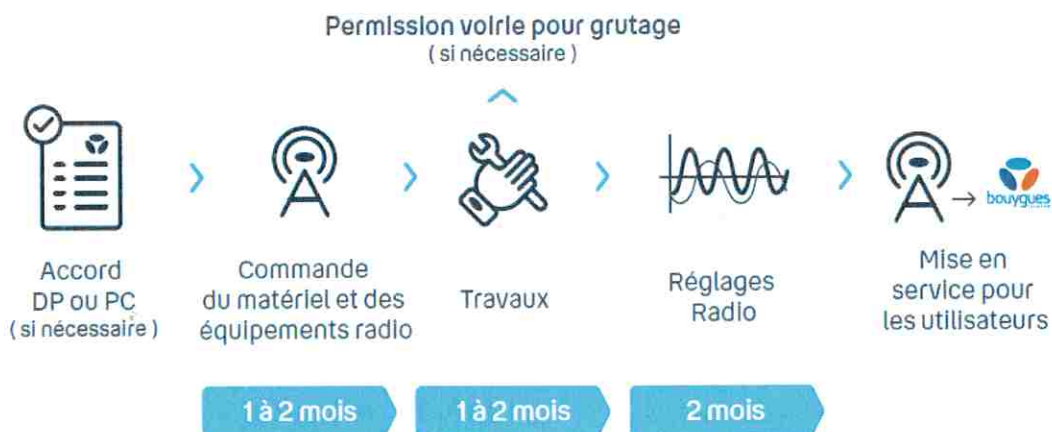 Permission voirie pour grutage
( si nécessaire )
Accord
DP ou PC
( si nécessaire )
Commande
du matériel et des
équipements radio
Travaux
Réglages
Radio
bouygues
Mise en
service pour
les utilisateurs
1 à 2 mois
1 à 2 mois
2 mois